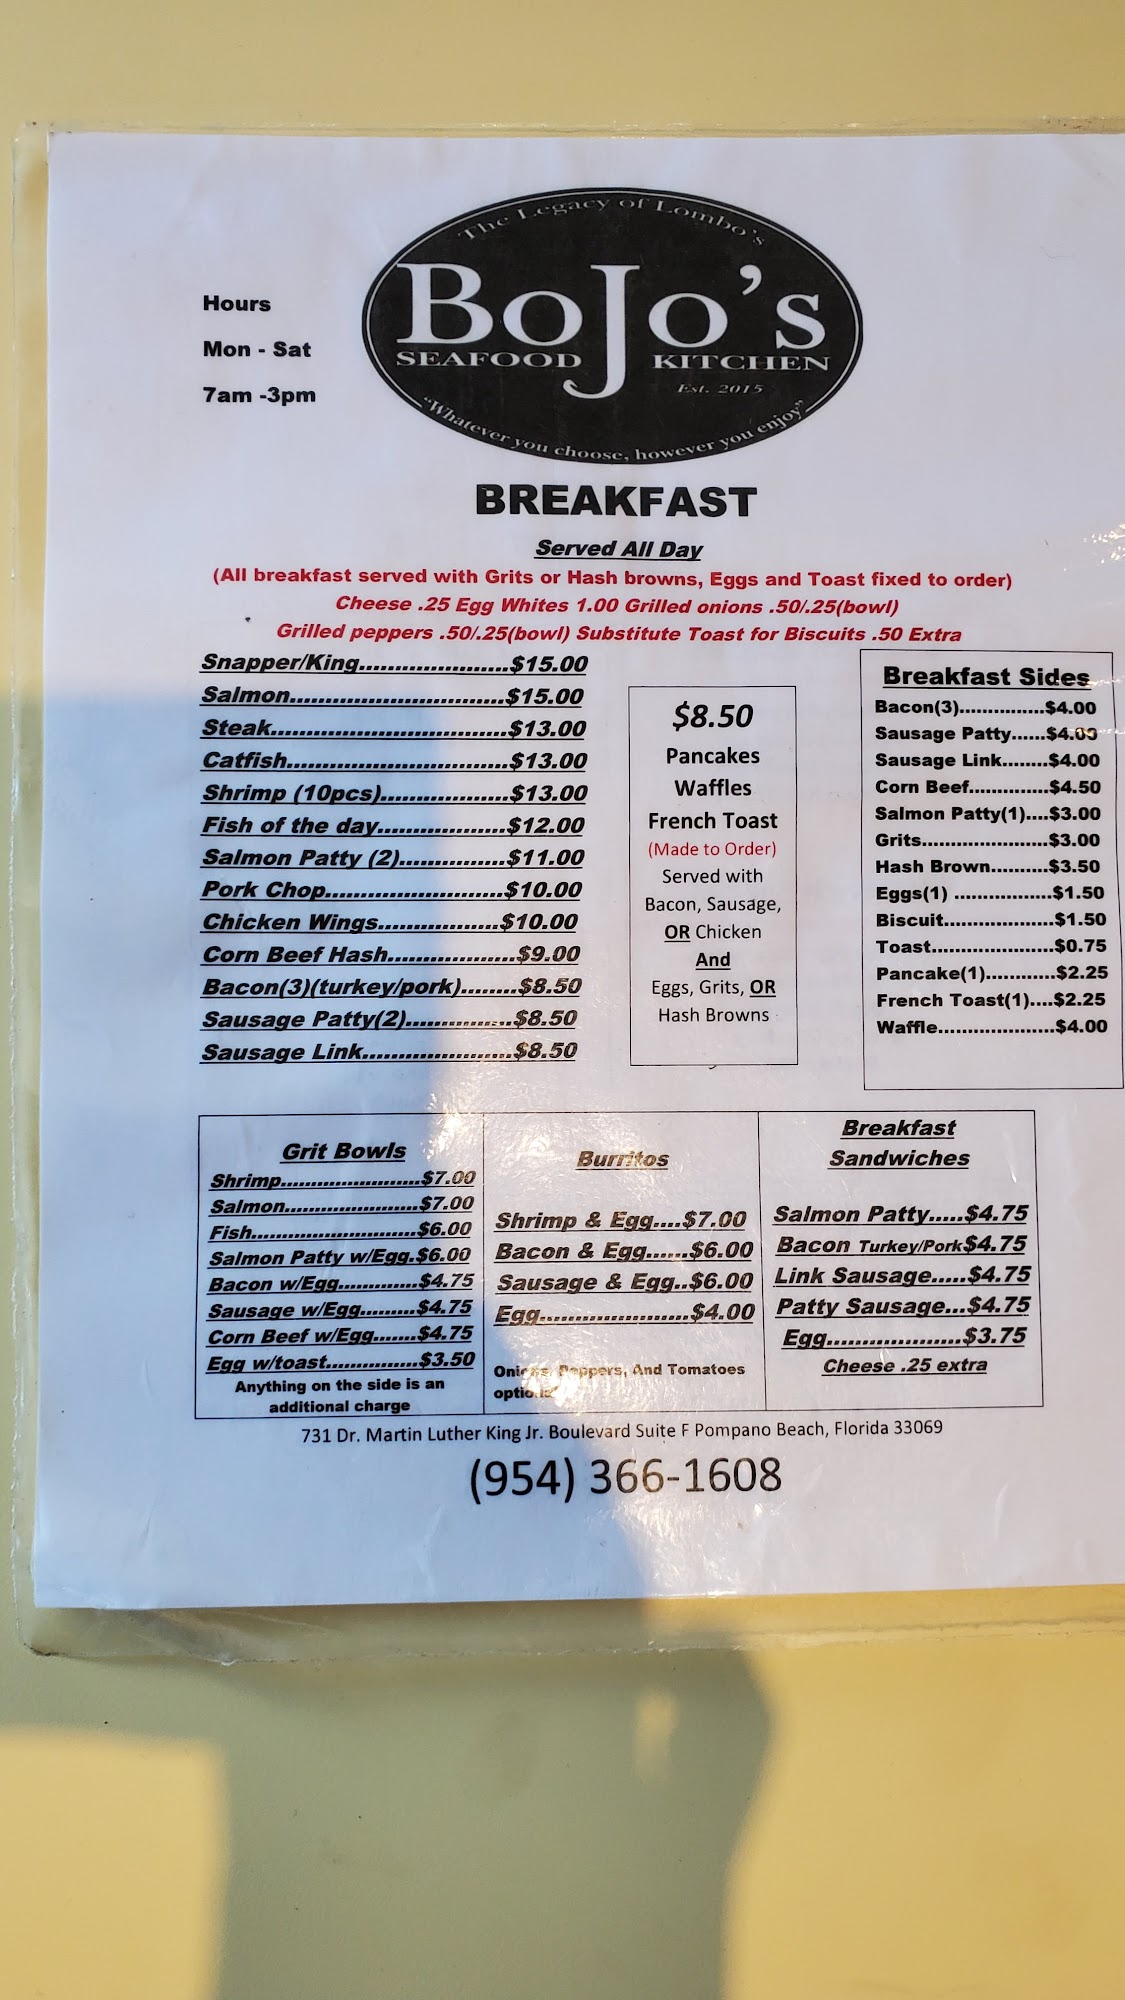 The Legacy of Lombo's
BoJo's
SEAFOOD KITCHEN
Est. 2015
"Whatever you choose, however you enjoy"
Hours
Mon - Sat
7am -3pm
BREAKFAST
Served All Day
(All breakfast served with Grits or Hash browns, Eggs and Toast fixed to order)
Cheese .25 Egg Whites 1.00 Grilled onions .50/.25(bowl)
Grilled peppers .50/.25(bowl) Substitute Toast for Biscuits .50 Extra
Snapper/King......................$15.00
Salmon................................$15.00
Steak...................................$13.00
Catfish.................................$13.00
Shrimp (10pcs)...................$13.00
Fish of the day...................$12.00
Salmon Patty (2)................$11.00
Pork Chop..........................$10.00
Chicken Wings..................$10.00
Corn Beef Hash...................$9.00
Bacon(3)(turkey/pork)........$8.50
Sausage Patty(2)................$8.50
Sausage Link......................$8.50
$8.50
Pancakes
Waffles
French Toast
(Made to Order)
Served with
Bacon, Sausage,
OR Chicken
And
Eggs, Grits, OR
Hash Browns
Breakfast Sides
Bacon(3)...............$4.00
Sausage Patty......$4.00
Sausage Link........$4.00
Corn Beef..............$4.50
Salmon Patty(1)....$3.00
Grits......................$3.00
Hash Brown..........$3.50
Eggs(1) .................$1.50
Biscuit...................$1.50
Toast.....................$0.75
Pancake(1)............$2.25
French Toast(1)....$2.25
Waffle....................$4.00
Grit Bowls
Shrimp........................$7.00
Salmon.......................$7.00
Fish............................$6.00
Salmon Patty w/Egg.$6.00
Bacon w/Egg.............$4.75
Sausage w/Egg.........$4.75
Corn Beef w/Egg.......$4.75
Egg w/toast...............$3.50
Anything on the side is an
additional charge
Burritos
Shrimp & Egg....$7.00
Bacon & Egg......$6.00
Sausage & Egg..$6.00
Egg......................$4.00
Onions, Peppers, And Tomatoes
optional
Breakfast
Sandwiches
Salmon Patty.....$4.75
Bacon Turkey/Pork$4.75
Link Sausage.....$4.75
Patty Sausage...$4.75
Egg....................$3.75
Cheese .25 extra
731 Dr. Martin Luther King Jr. Boulevard Suite F Pompano Beach, Florida 33069
(954) 366-1608